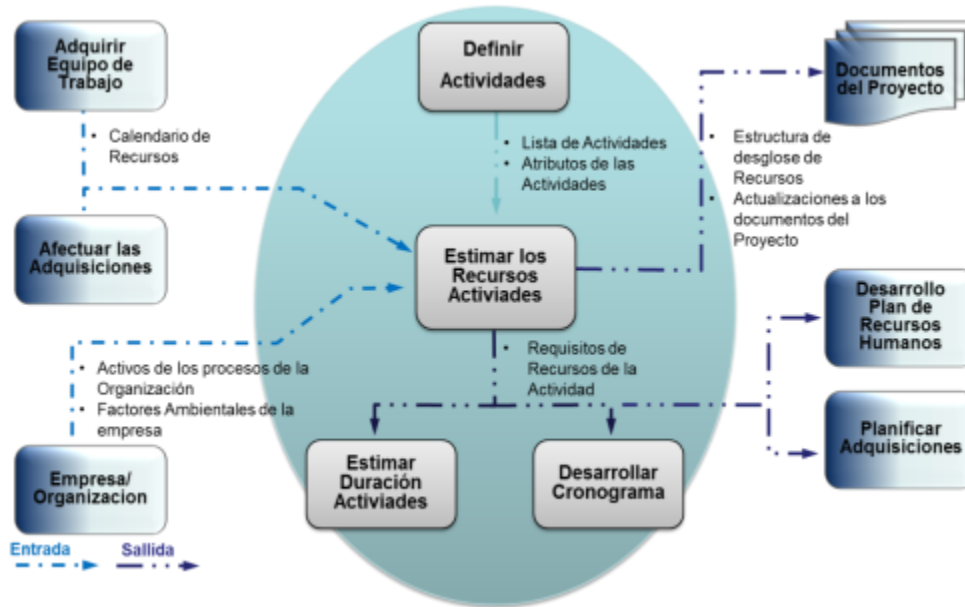 Adquirir
Equipo de
Trabajo
• Calendario de
Recursos
Afectuar las
Adquisiciones
• Activos de los procesos de la
Organización
• Factores Ambientales de la
empresa
Empresa/
Organizacion
Entrada
Sallida
Definir
Actividades
• Lista de Actividades
• Atributos de las
Actividades
Estimar los
Recursos
Activiades
• Requisitos de
Recursos de la
Actividad
Estimar
Duración
Activiades
Desarrollar
Cronograma
Documentos
del Proyecto
• Estructura de
desglose de
Recursos
• Actualizaciones a los
documentos del
Proyecto
Desarrollo
Plan de
Recursos
Humanos
Planificar
Adquisiciones